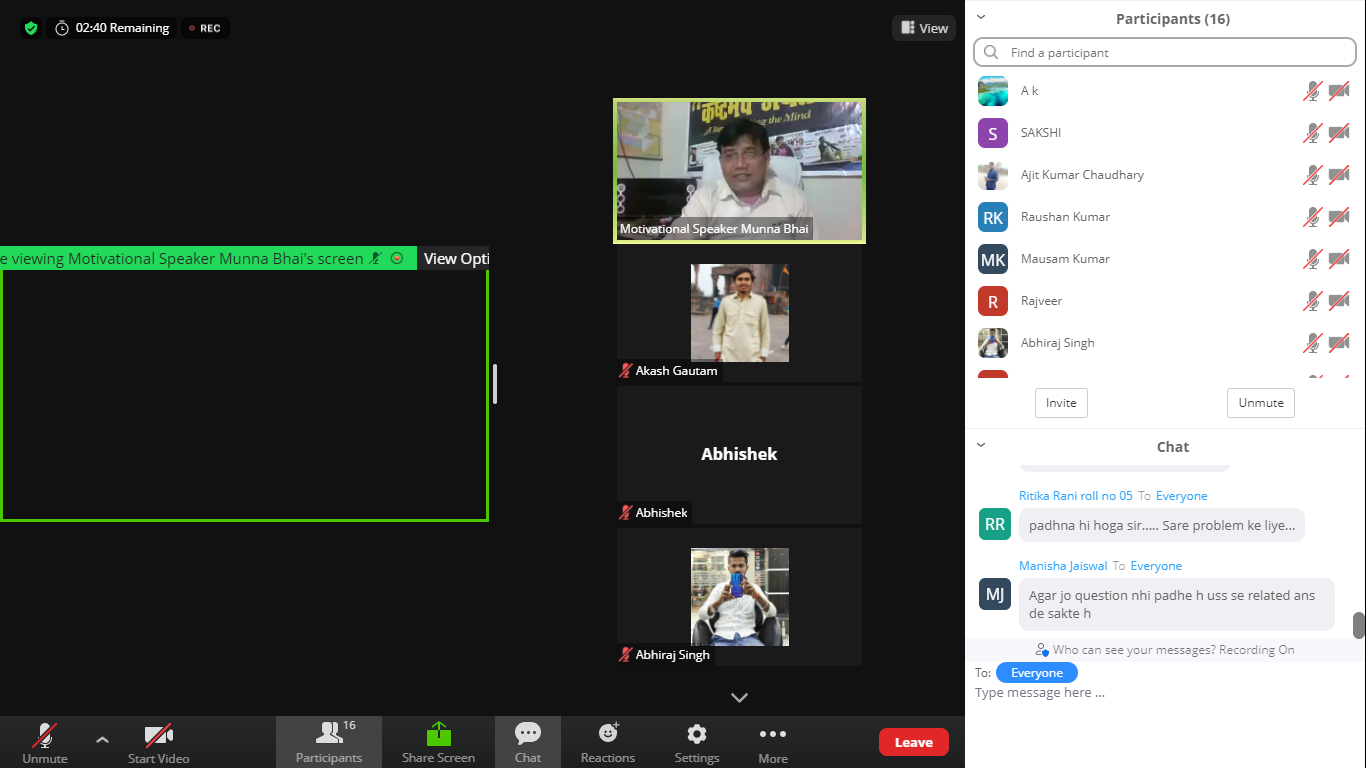 02:40 Remaining
REC
View
कष्टमेव जयते
the Mind
Motivational Speaker Munna Bhai
e viewing Motivational Speaker Munna Bhai's screen
View Opti
Akash Gautam
Abhishek
Abhishek
Abhiraj Singh
Unmute
Start Video
16
Participants
Share Screen
Chat
Reactions
Settings
More
Leave
Participants (16)
Find a participant
A k
S
SAKSHI
Ajit Kumar Chaudhary
RK
Raushan Kumar
MK
Mausam Kumar
R
Rajveer
Abhiraj Singh
Invite
Unmute
Chat
Ritika Rani roll no 05 To Everyone
RR
padhna hi hoga sir..... Sare problem ke liye...
Manisha Jaiswal To Everyone
MJ
Agar jo question nhi padhe h uss se related ans
de sakte h
Who can see your messages? Recording On
To: Everyone
Type message here ...